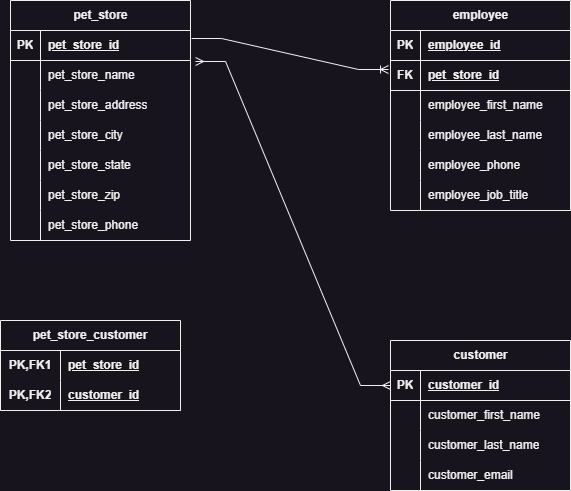 pet_store
PK pet_store_id
pet_store_name
pet_store_address
pet_store_city
pet_store_state
pet_store_zip
pet_store_phone
employee
PK employee_id
FK pet_store_id
employee_first_name
employee_last_name
employee_phone
employee_job_title
pet_store_customer
PK,FK1 pet_store_id
PK,FK2 customer_id
customer
PK customer_id
customer_first_name
customer_last_name
customer_email